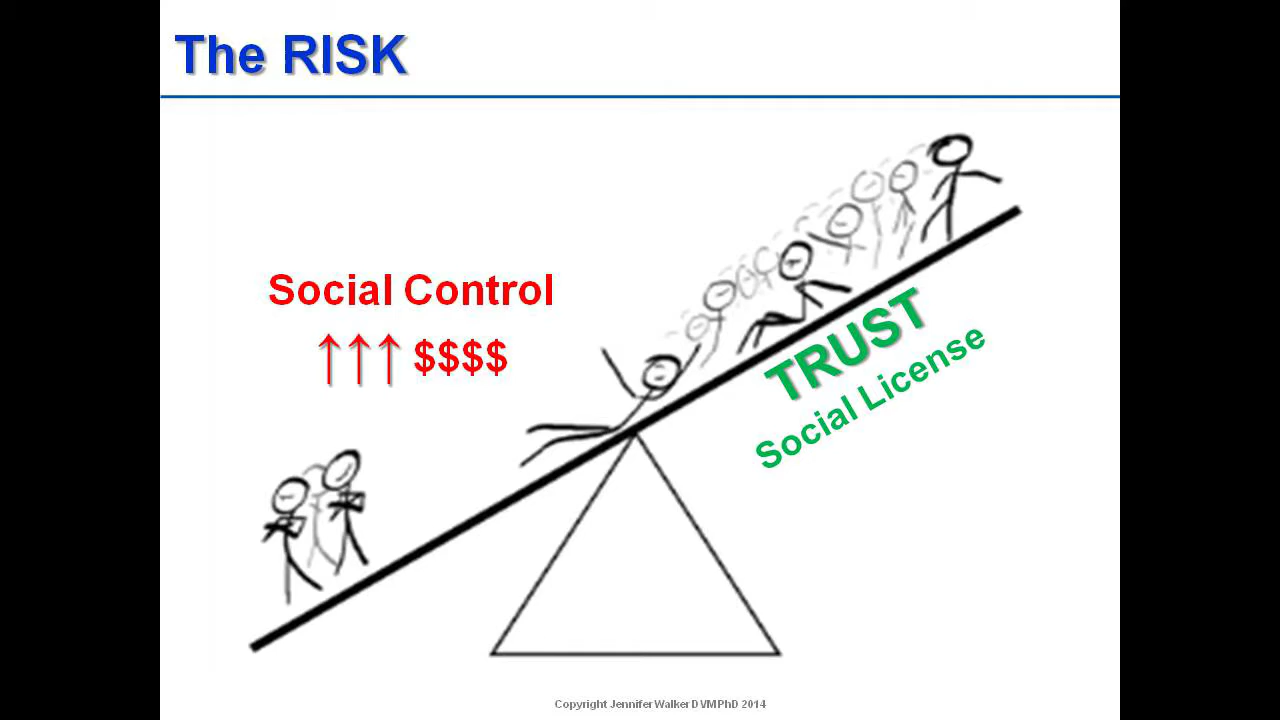 The RISK
Social Control
↑↑↑ $$$$
TRUST
Social License
Copyright Jennifer Walker DVMPhD 2014